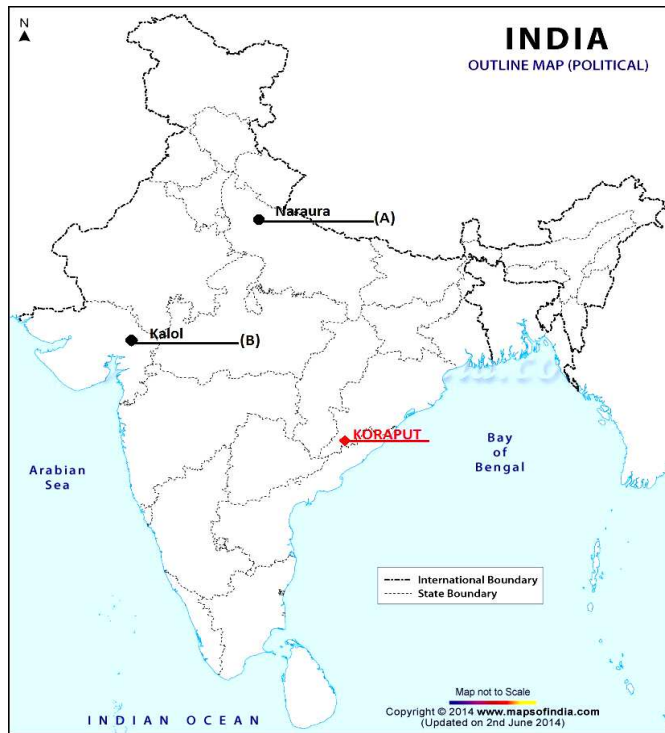 N
INDIA
OUTLINE MAP (POLITICAL)
Naraura
(A)
Kalol
(B)
KORAPUT
Arabian
Sea
Bay
of
Bengal
International Boundary
State Boundary
Map not to Scale
Copyright © 2014 www.mapsofindia.com
(Updated on 2nd June 2014)
INDIAN OCEAN